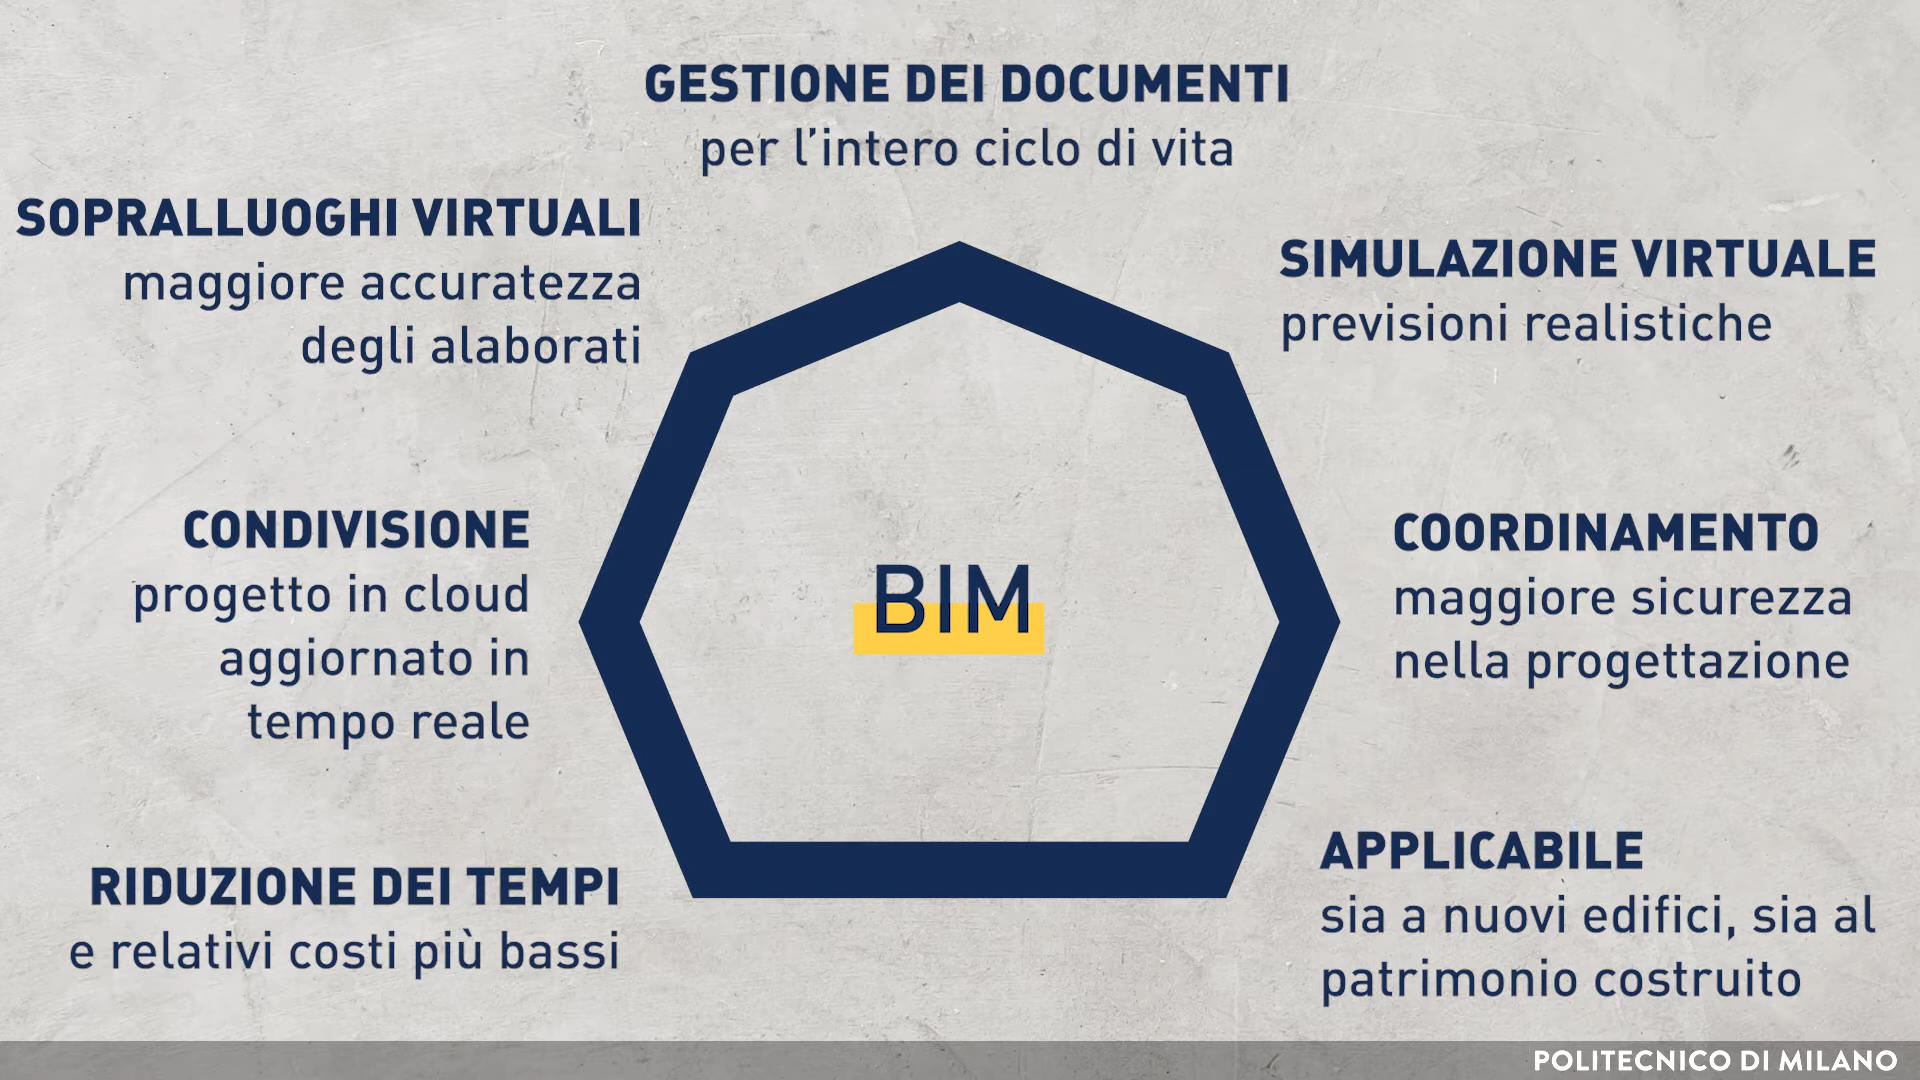 GESTIONE DEI DOCUMENTI
per l’intero ciclo di vita
SOPRALLUOGHI VIRTUALI
maggiore accuratezza
degli alaborati
SIMULAZIONE VIRTUALE
previsioni realistiche
CONDIVISIONE
progetto in cloud
aggiornato in
tempo reale
BIM
COORDINAMENTO
maggiore sicurezza
nella progettazione
RIDUZIONE DEI TEMPI
e relativi costi più bassi
APPLICABILE
sia a nuovi edifici, sia al
patrimonio costruito
POLITECNICO DI MILANO